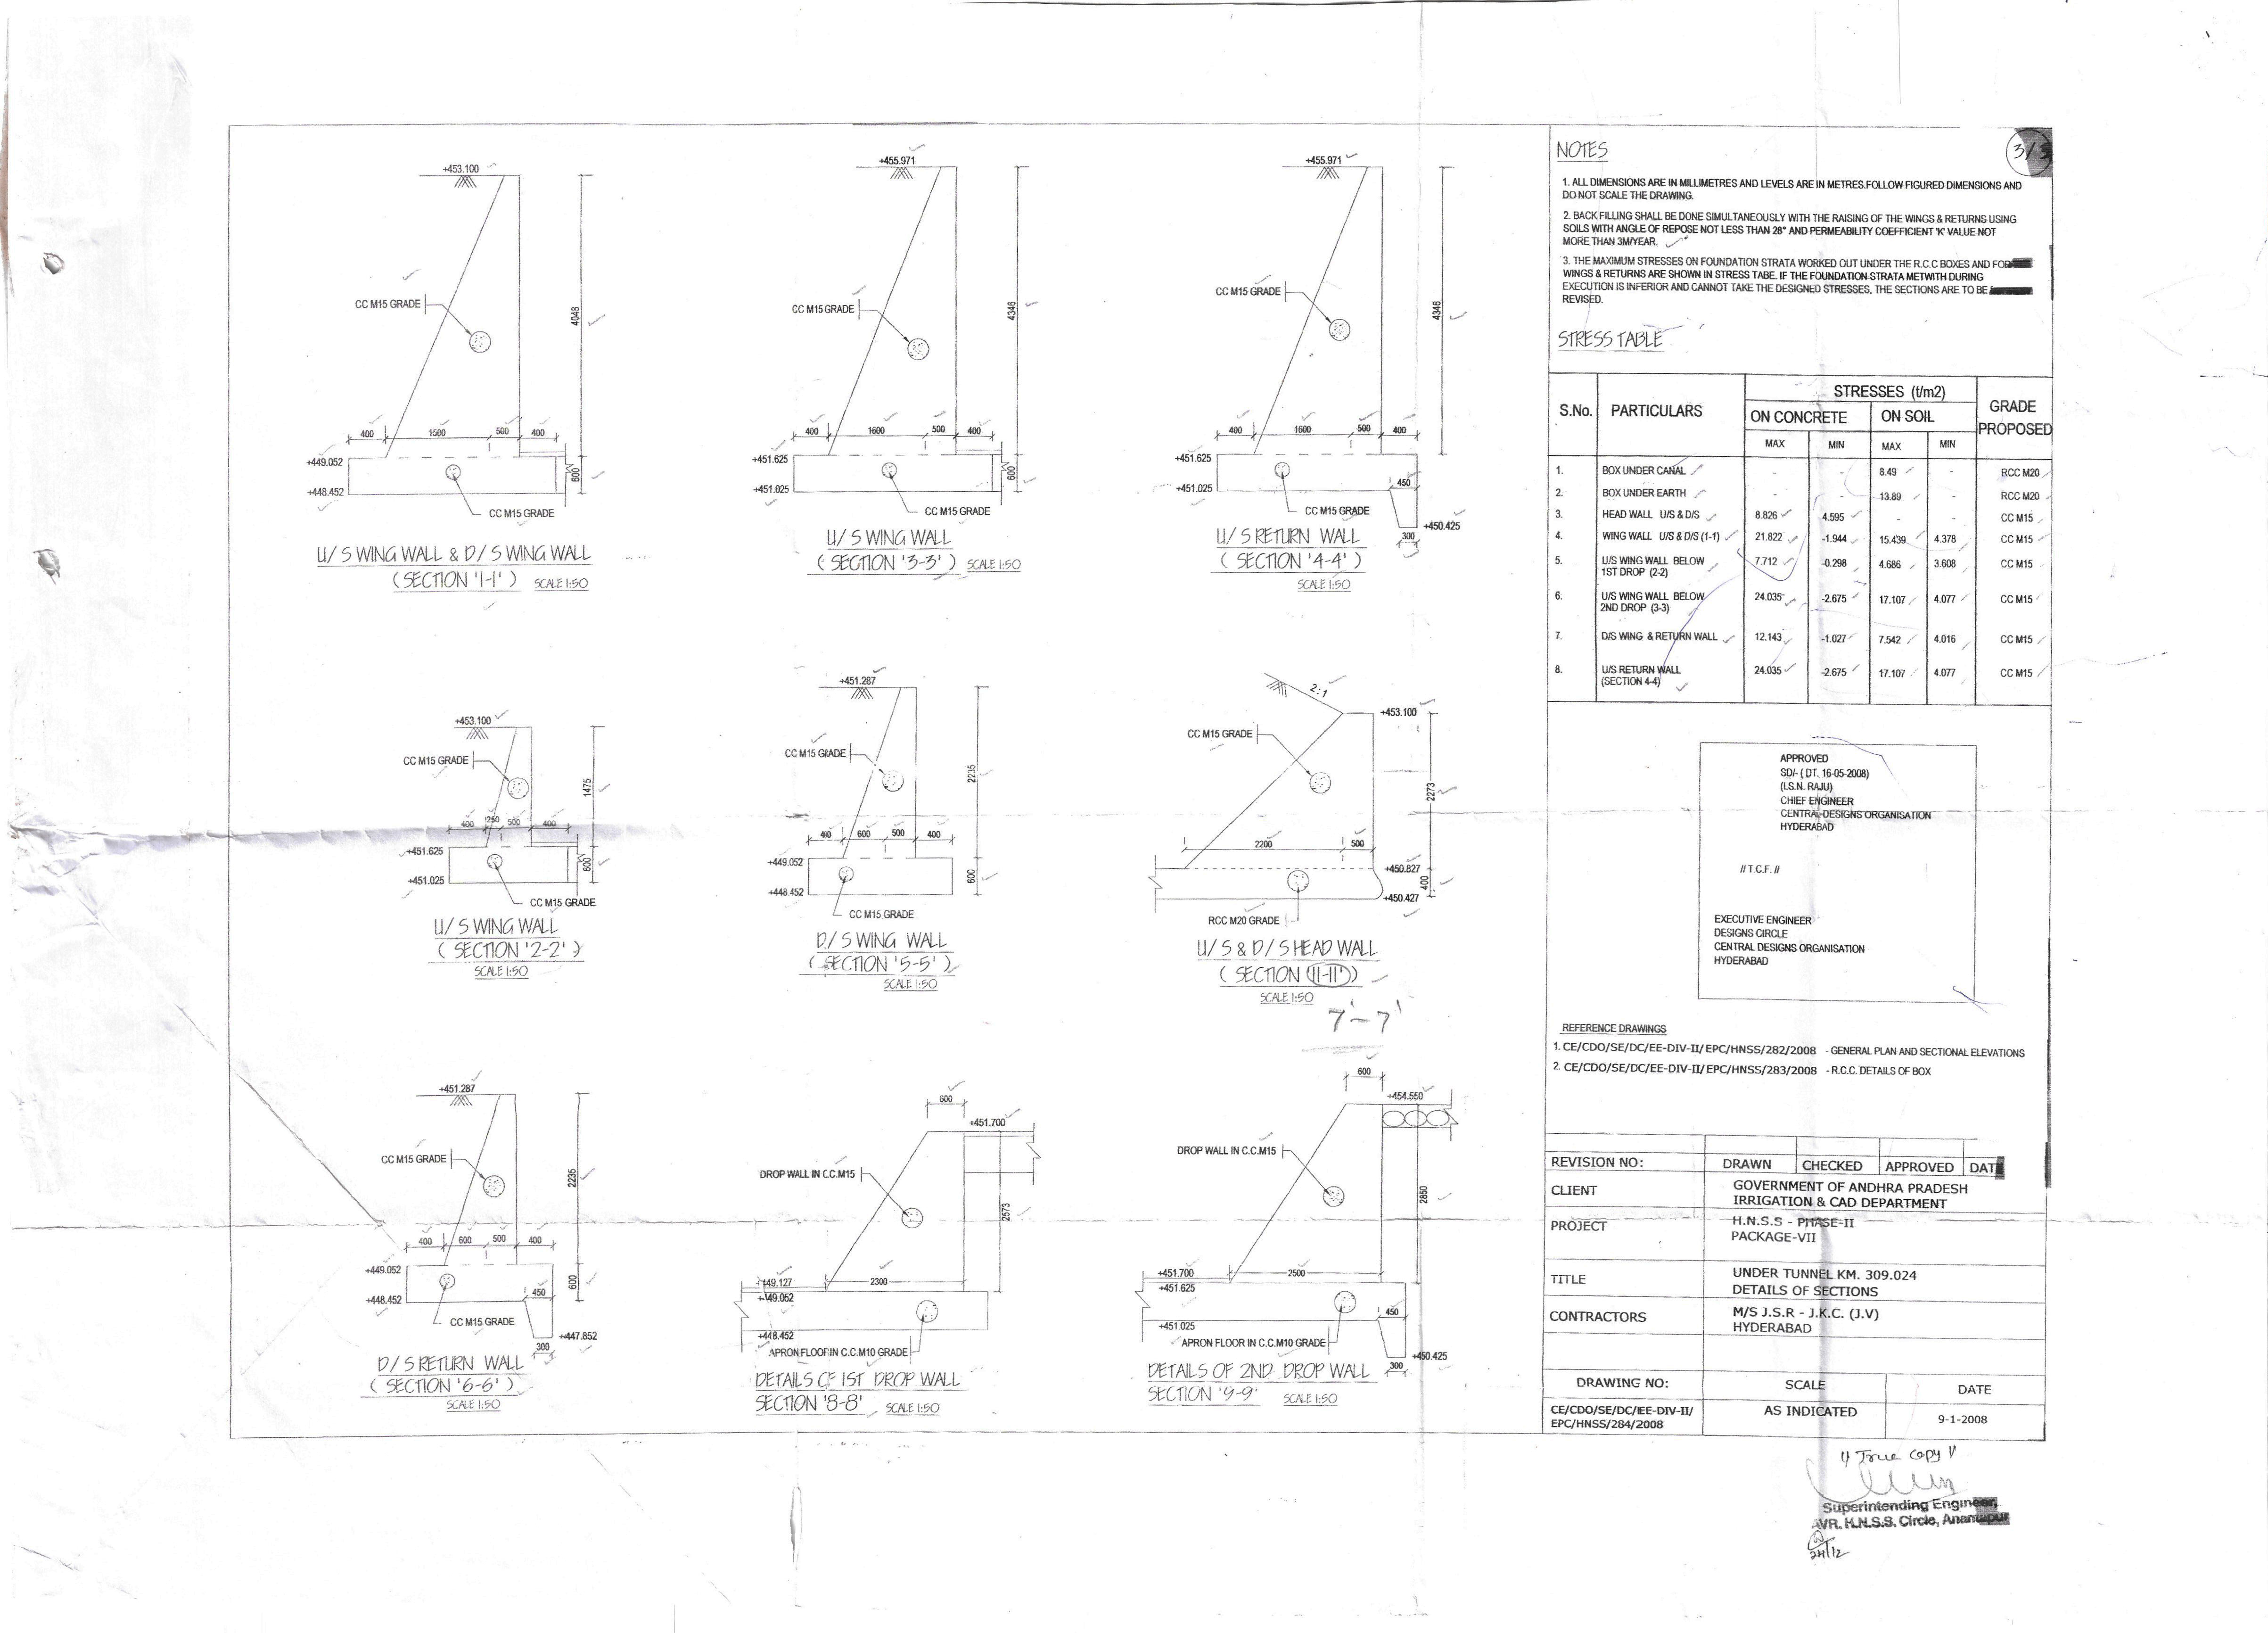 +453.100
CC M15 GRADE
4048
400 1500 500 400
+449.052
600
+448.452
CC M15 GRADE
U/S WING WALL & D/S WING WALL
(SECTION '1-1')
SCALE 1:50
+455.971
CC M15 GRADE
4346
400 1600 500 400
+451.625
600
+451.025
CC M15 GRADE
U/S WING WALL
(SECTION '3-3')
SCALE 1:50
+455.971
CC M15 GRADE
4346
400 1600 500 400
+451.625
450
+451.025
CC M15 GRADE
+450.425
300
U/S RETURN WALL
(SECTION '4-4')
SCALE 1:50
+453.100
CC M15 GRADE
1475
400 250 500 400
+451.625
600
+451.025
CC M15 GRADE
U/S WING WALL
(SECTION '2-2')
SCALE 1:50
+451.287
CC M15 GRADE
2235
400 600 500 400
+449.052
600
+448.452
CC M15 GRADE
D/S WING WALL
(SECTION '5-5')
SCALE 1:50
2:1
+453.100
CC M15 GRADE
2273
2200 500
+450.827
400
+450.427
RCC M20 GRADE
U/S & D/S HEAD WALL
(SECTION (11-11'))
SCALE 1:50
7'-7'
+451.287
CC M15 GRADE
2235
400 600 500 400
+449.052
600
450
+448.452
CC M15 GRADE
+447.852
300
D/S RETURN WALL
(SECTION '6-6')
SCALE 1:50
600
+451.700
DROP WALL IN C.C.M15
2573
+449.127
2300
+449.052
+448.452
APRON FLOOR IN C.C.M10 GRADE
DETAILS OF 1ST DROP WALL
SECTION '8-8'
SCALE 1:50
600
+454.550
DROP WALL IN C.C.M15
2850
+451.700
2500
+451.625
450
+451.025
APRON FLOOR IN C.C.M10 GRADE
+450.425
300
DETAILS OF 2ND DROP WALL
SECTION '9-9'
SCALE 1:50
NOTES
3/3
1. ALL DIMENSIONS ARE IN MILLIMETRES AND LEVELS ARE IN METRES.FOLLOW FIGURED DIMENSIONS AND
DO NOT SCALE THE DRAWING.
2. BACK FILLING SHALL BE DONE SIMULTANEOUSLY WITH THE RAISING OF THE WINGS & RETURNS USING
SOILS WITH ANGLE OF REPOSE NOT LESS THAN 28° AND PERMEABILITY COEFFICIENT 'K' VALUE NOT
MORE THAN 3M/YEAR.
3. THE MAXIMUM STRESSES ON FOUNDATION STRATA WORKED OUT UNDER THE R.C.C BOXES AND FOR
WINGS & RETURNS ARE SHOWN IN STRESS TABE. IF THE FOUNDATION STRATA METWITH DURING
EXECUTION IS INFERIOR AND CANNOT TAKE THE DESIGNED STRESSES, THE SECTIONS ARE TO BE
REVISED.
STRESS TABLE
S.No. PARTICULARS STRESSES (t/m2) GRADE PROPOSED
ON CONCRETE ON SOIL
MAX MIN MAX MIN
1. BOX UNDER CANAL - - 8.49 - RCC M20
2. BOX UNDER EARTH - - 13.89 - RCC M20
3. HEAD WALL U/S & D/S 8.826 4.595 - - CC M15
4. WING WALL U/S & D/S (1-1) 21.822 -1.944 15.439 4.378 CC M15
5. U/S WING WALL BELOW 7.712 -0.298 4.686 3.608 CC M15
1ST DROP (2-2)
6. U/S WING WALL BELOW 24.035 -2.675 17.107 4.077 CC M15
2ND DROP (3-3)
7. D/S WING & RETURN WALL 12.143 -1.027 7.542 4.016 CC M15
8. U/S RETURN WALL 24.035 -2.675 17.107 4.077 CC M15
(SECTION 4-4)
APPROVED
SD/- ( DT. 16-05-2008)
(I.S.N. RAJU)
CHIEF ENGINEER
CENTRAL DESIGNS ORGANISATION
HYDERABAD
// T.C.F. //
EXECUTIVE ENGINEER
DESIGNS CIRCLE
CENTRAL DESIGNS ORGANISATION
HYDERABAD
REFERENCE DRAWINGS
1. CE/CDO/SE/DC/EE-DIV-II/EPC/HNSS/282/2008 - GENERAL PLAN AND SECTIONAL ELEVATIONS
2. CE/CDO/SE/DC/EE-DIV-II/EPC/HNSS/283/2008 - R.C.C. DETAILS OF BOX
REVISION NO: DRAWN CHECKED APPROVED DATE
CLIENT GOVERNMENT OF ANDHRA PRADESH
IRRIGATION & CAD DEPARTMENT
PROJECT H.N.S.S - PHASE-II
PACKAGE-VII
TITLE UNDER TUNNEL KM. 309.024
DETAILS OF SECTIONS
CONTRACTORS M/S J.S.R - J.K.C. (J.V)
HYDERABAD
DRAWING NO: SCALE DATE
CE/CDO/SE/DC/EE-DIV-II/
EPC/HNSS/284/2008
AS INDICATED
9-1-2008
// True Copy //
Superintending Engineer,
AVR. H.N.S.S. Circle, Anantapur
24/12